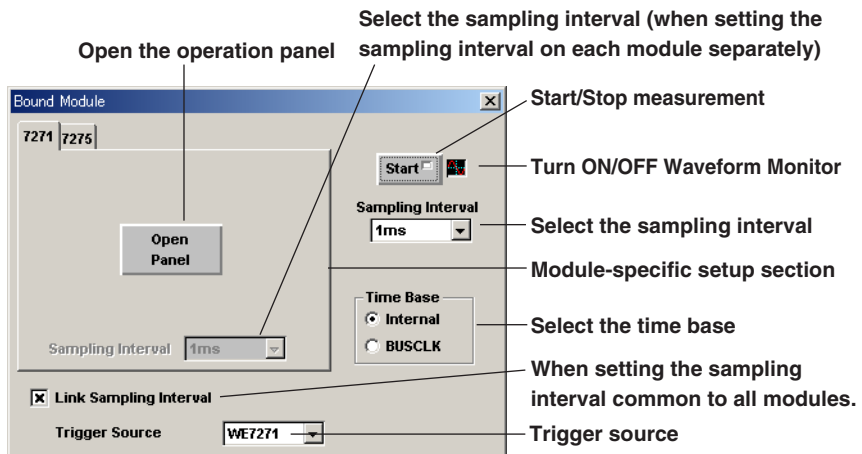 Select the sampling interval (when setting the
sampling interval on each module separately)
Open the operation panel
Bound Module
Start/Stop measurement
7271 7275
Start
Turn ON/OFF Waveform Monitor
Sampling Interval
1ms
Select the sampling interval
Open
Panel
Module-specific setup section
Time Base
Internal
BUSCLK
Select the time base
Sampling Interval 1ms
When setting the sampling
interval common to all modules.
Link Sampling Interval
Trigger Source WE7271
Trigger source